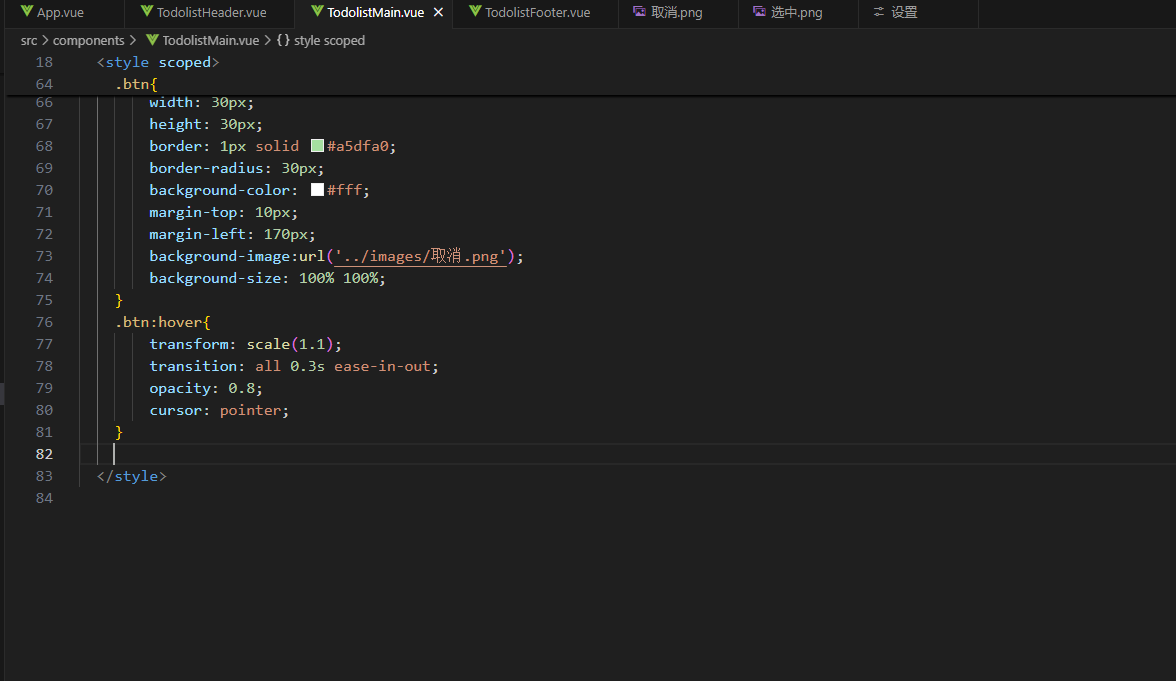 App.vue TodolistHeader.vue TodolistMain.vue TodolistFooter.vue 取消.png 选中.png 设置
src > components > TodolistMain.vue > {} style scoped
18 <style scoped>
64 .btn{
66 width: 30px;
67 height: 30px;
68 border: 1px solid #a5dfa0;
69 border-radius: 30px;
70 background-color: #fff;
71 margin-top: 10px;
72 margin-left: 170px;
73 background-image:url('../images/取消.png');
74 background-size: 100% 100%;
75 }
76 .btn:hover{
77 transform: scale(1.1);
78 transition: all 0.3s ease-in-out;
79 opacity: 0.8;
80 cursor: pointer;
81 }
82
83 </style>
84